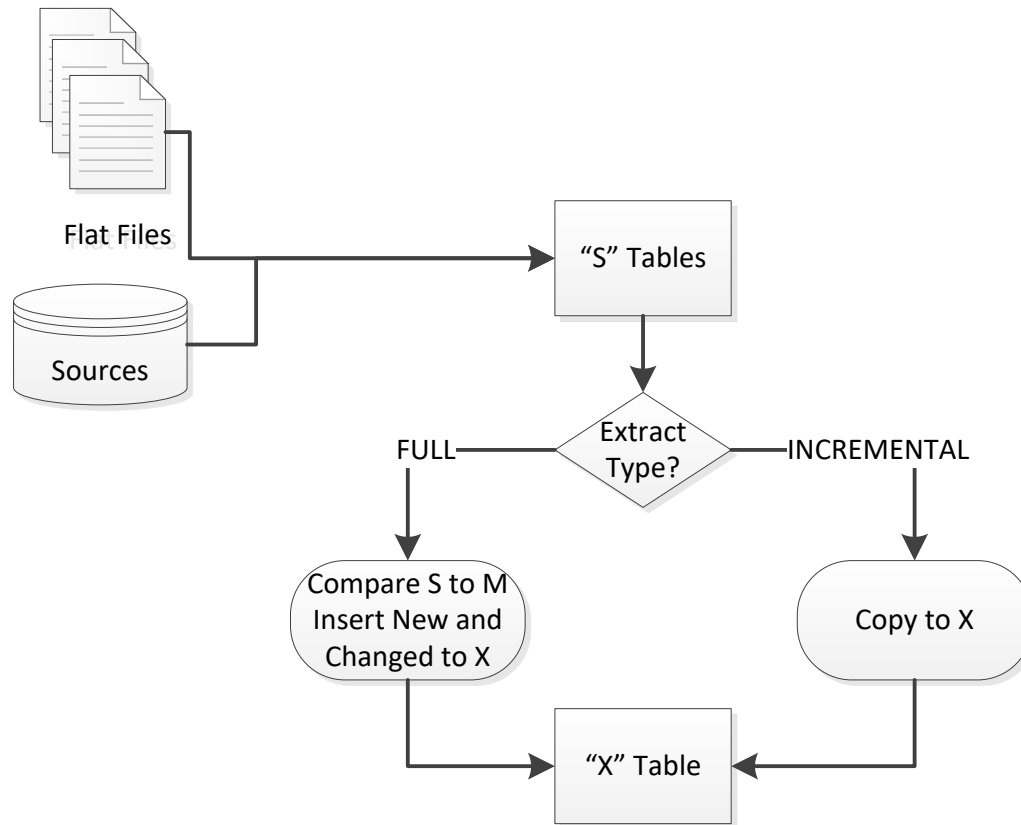 Flat Files
“S” Tables
Sources
Extract
Type?
FULL
INCREMENTAL
Compare S to M
Insert New and
Changed to X
Copy to X
“X” Table